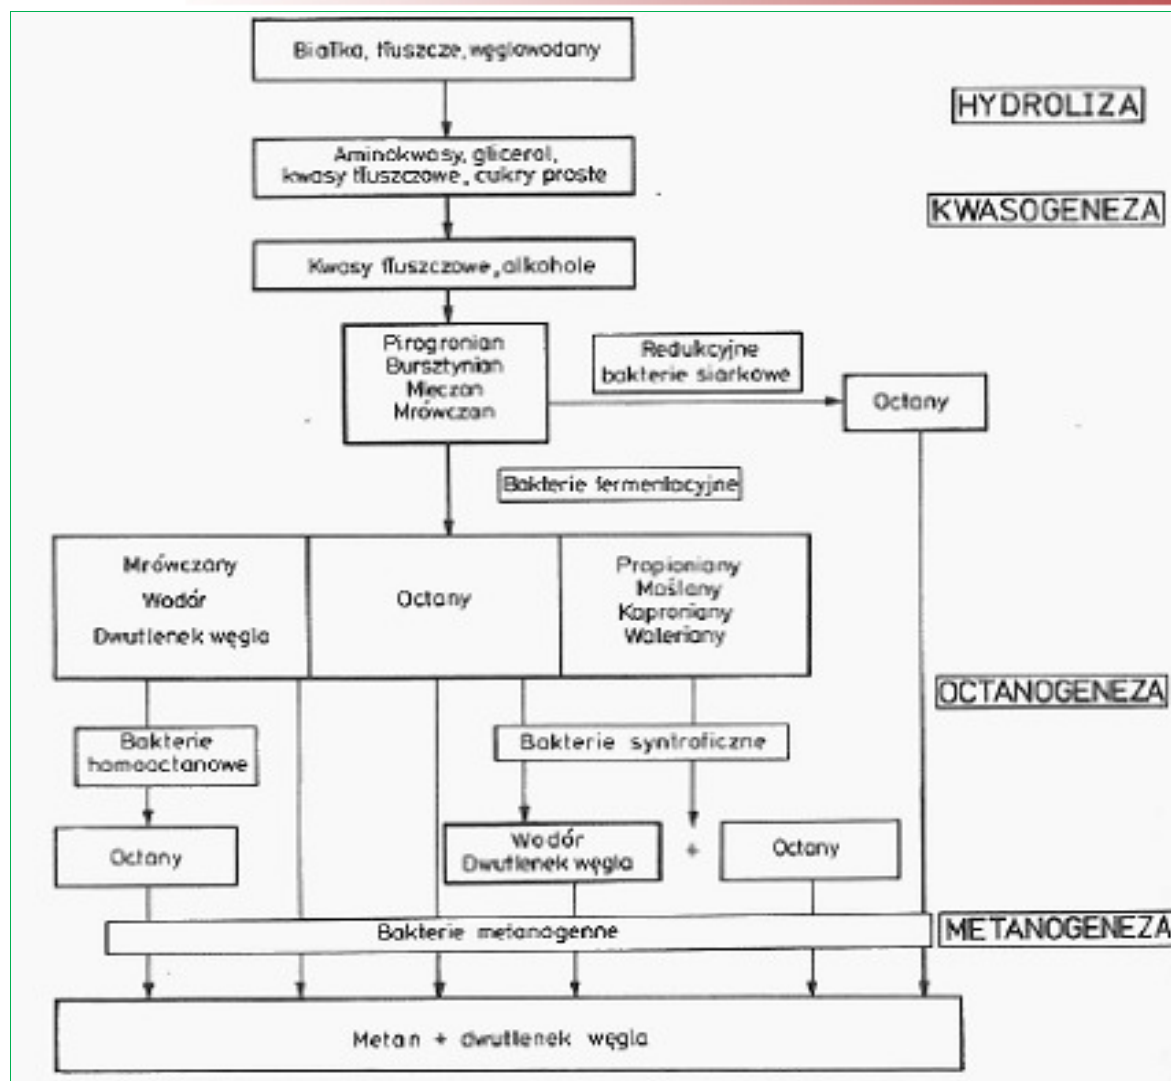 Białka, tłuszcze, węglowodany
HYDROLIZA
Aminokwasy, glicerol,
kwasy tłuszczowe, cukry proste
KWASOGENEZA
Kwasy tłuszczowe, alkohole
Pirogronian
Bursztynian
Mleczan
Mrówczan
Redukcyjne
bakterie siarkowe
Octany
Bakterie fermentacyjne
Mrówczany
Wodór
Dwutlenek węgla
Octany
Propioniany
Maślany
Kaproniany
Waleriany
OCTANOGENEZA
Bakterie
homooctanowe
Bakterie syntroficzne
Octany
Wodór
Dwutlenek węgla
+
Octany
Bakterie metanogenne
METANOGENEZA
Metan + dwutlenek węgla